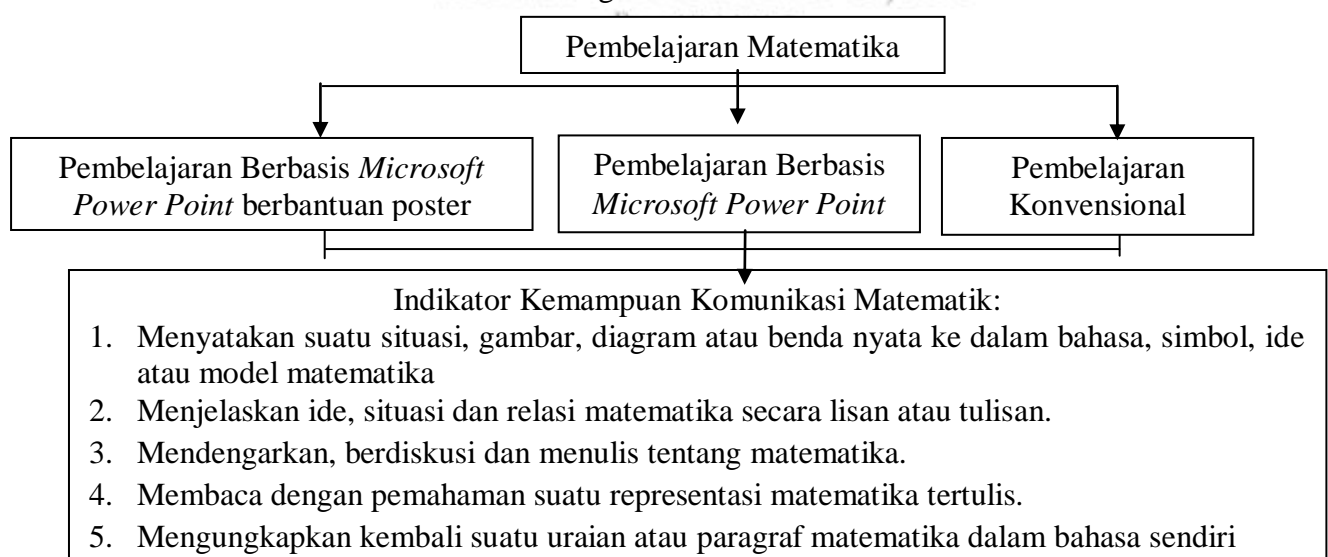 Pembelajaran Matematika
Pembelajaran Berbasis Microsoft
Power Point berbantuan poster
Pembelajaran Berbasis
Microsoft Power Point
Pembelajaran
Konvensional
Indikator Kemampuan Komunikasi Matematik:
1. Menyatakan suatu situasi, gambar, diagram atau benda nyata ke dalam bahasa, simbol, ide
atau model matematika
2. Menjelaskan ide, situasi dan relasi matematika secara lisan atau tulisan.
3. Mendengarkan, berdiskusi dan menulis tentang matematika.
4. Membaca dengan pemahaman suatu representasi matematika tertulis.
5. Mengungkapkan kembali suatu uraian atau paragraf matematika dalam bahasa sendiri